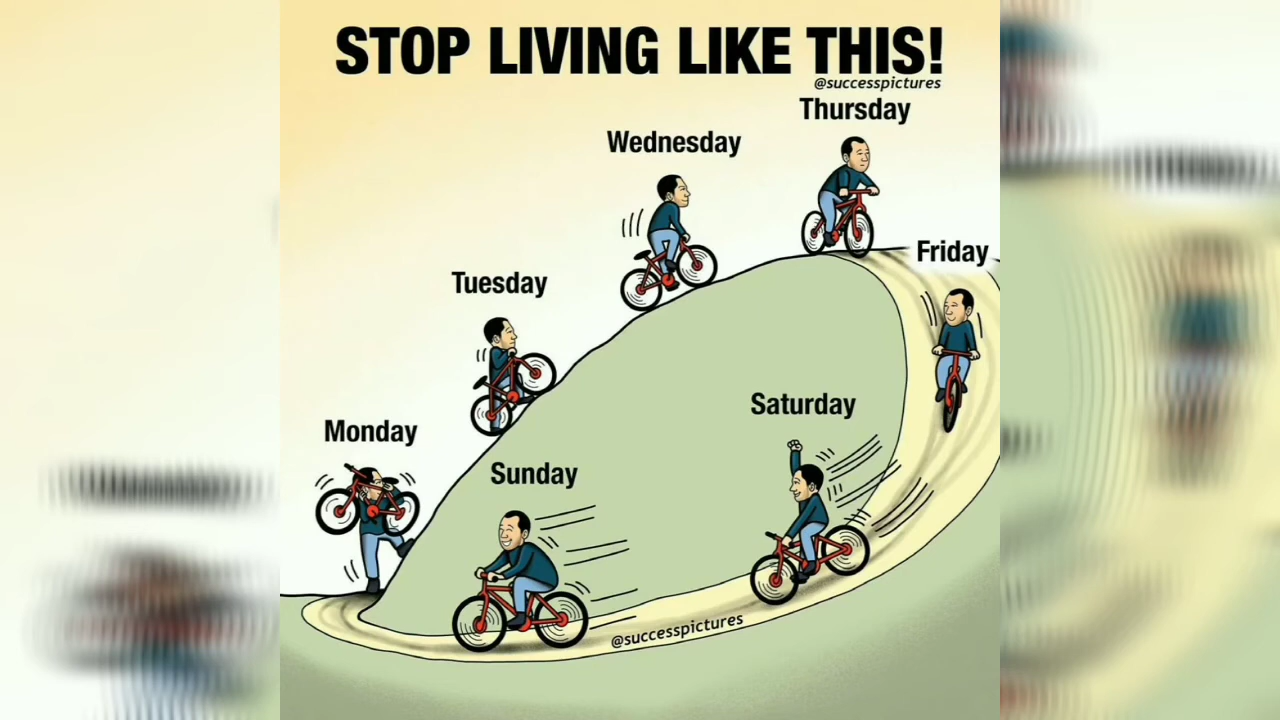 STOP LIVING LIKE THIS!
@successpictures
Thursday
Wednesday
Friday
Tuesday
Saturday
Monday
Sunday
@successpictures